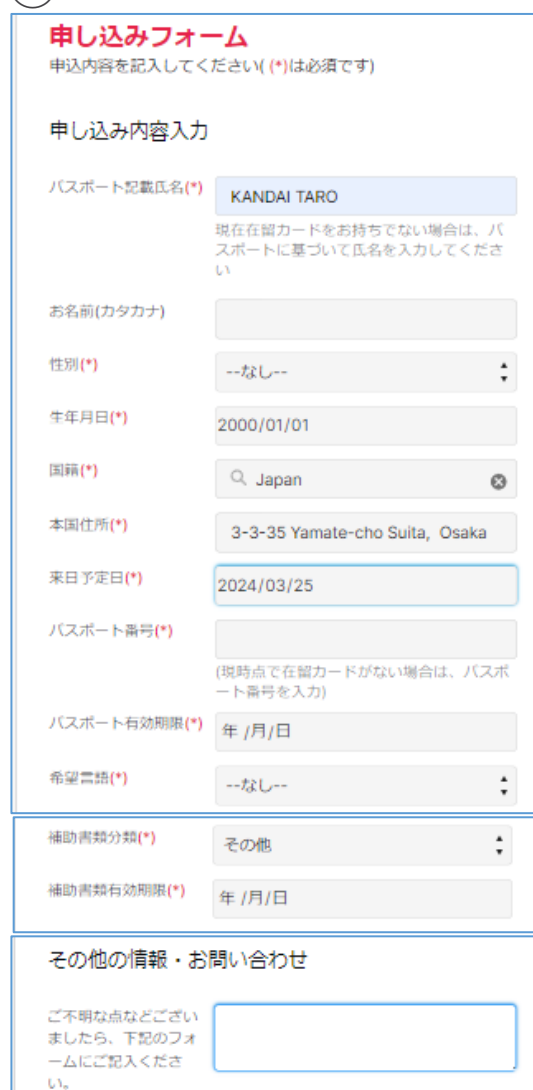 申し込みフォーム
申込内容を記入してください( (*)は必須です)
申し込み内容入力
パスポート記載氏名(*)
KANDAI TARO
現在在留カードをお持ちでない場合は、パ
スポートに基づいて氏名を入力してくださ
い
お名前(カタカナ)
性別(*)
--なし--
生年月日(*)
2000/01/01
国籍(*)
Japan
本国住所(*)
3-3-35 Yamate-cho Suita, Osaka
来日予定日(*)
2024/03/25
パスポート番号(*)
(現時点で在留カードがない場合は、パスポ
ート番号を入力)
パスポート有効期限(*)
年 /月/日
希望言語(*)
--なし--
補助書類分類(*)
その他
補助書類有効期限(*)
年 /月/日
その他の情報・お問い合わせ
ご不明な点などござい
ましたら、下記のフォ
ームにご記入くださ
い。